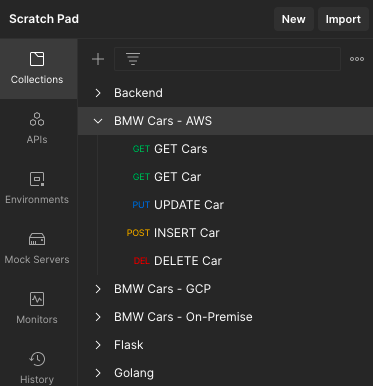 Scratch Pad
New
Import
Collections
APIs
Environments
Mock Servers
Monitors
History
Backend
BMW Cars - AWS
GET GET Cars
GET GET Car
PUT UPDATE Car
POST INSERT Car
DEL DELETE Car
BMW Cars - GCP
BMW Cars - On-Premise
Flask
Golang